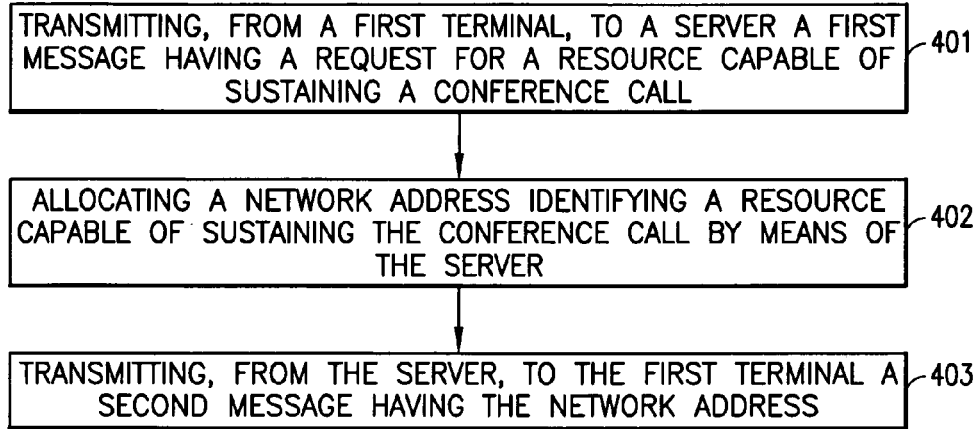 TRANSMITTING, FROM A FIRST TERMINAL, TO A SERVER A FIRST
MESSAGE HAVING A REQUEST FOR A RESOURCE CAPABLE OF
SUSTAINING A CONFERENCE CALL
401
ALLOCATING A NETWORK ADDRESS IDENTIFYING A RESOURCE
CAPABLE OF SUSTAINING THE CONFERENCE CALL BY MEANS OF
THE SERVER
402
TRANSMITTING, FROM THE SERVER, TO THE FIRST TERMINAL A
SECOND MESSAGE HAVING THE NETWORK ADDRESS
403